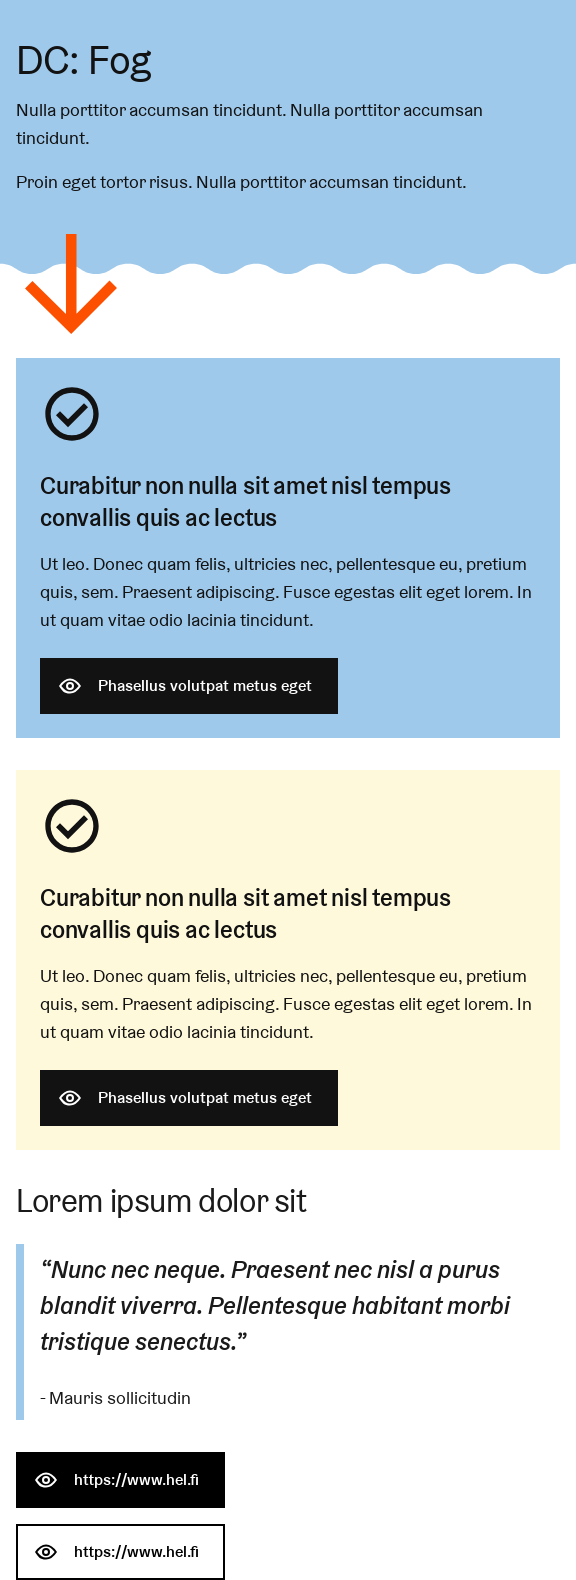 DC: Fog
Nulla porttitor accumsan tincidunt. Nulla porttitor accumsan
tincidunt.
Proin eget tortor risus. Nulla porttitor accumsan tincidunt.
Curabitur non nulla sit amet nisl tempus
convallis quis ac lectus
Ut leo. Donec quam felis, ultricies nec, pellentesque eu, pretium
quis, sem. Praesent adipiscing. Fusce egestas elit eget lorem. In
ut quam vitae odio lacinia tincidunt.
Phasellus volutpat metus eget
Curabitur non nulla sit amet nisl tempus
convallis quis ac lectus
Ut leo. Donec quam felis, ultricies nec, pellentesque eu, pretium
quis, sem. Praesent adipiscing. Fusce egestas elit eget lorem. In
ut quam vitae odio lacinia tincidunt.
Phasellus volutpat metus eget
Lorem ipsum dolor sit
“Nunc nec neque. Praesent nec nisl a purus
blandit viverra. Pellentesque habitant morbi
tristique senectus.”
- Mauris sollicitudin
https://www.hel.fi
https://www.hel.fi